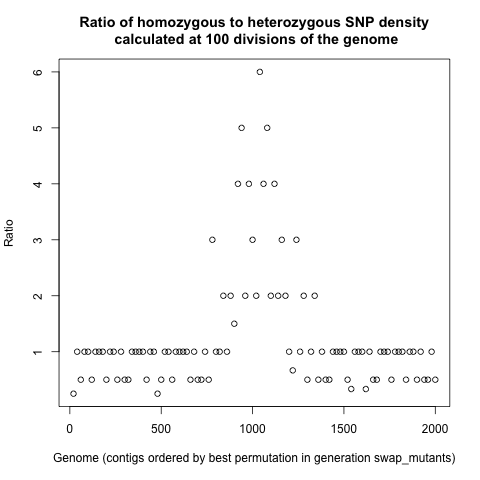 Ratio of homozygous to heterozygous SNP density
calculated at 100 divisions of the genome
6
5
4
3
2
1
Ratio
0 500 1000 1500 2000
Genome (contigs ordered by best permutation in generation swap_mutants)